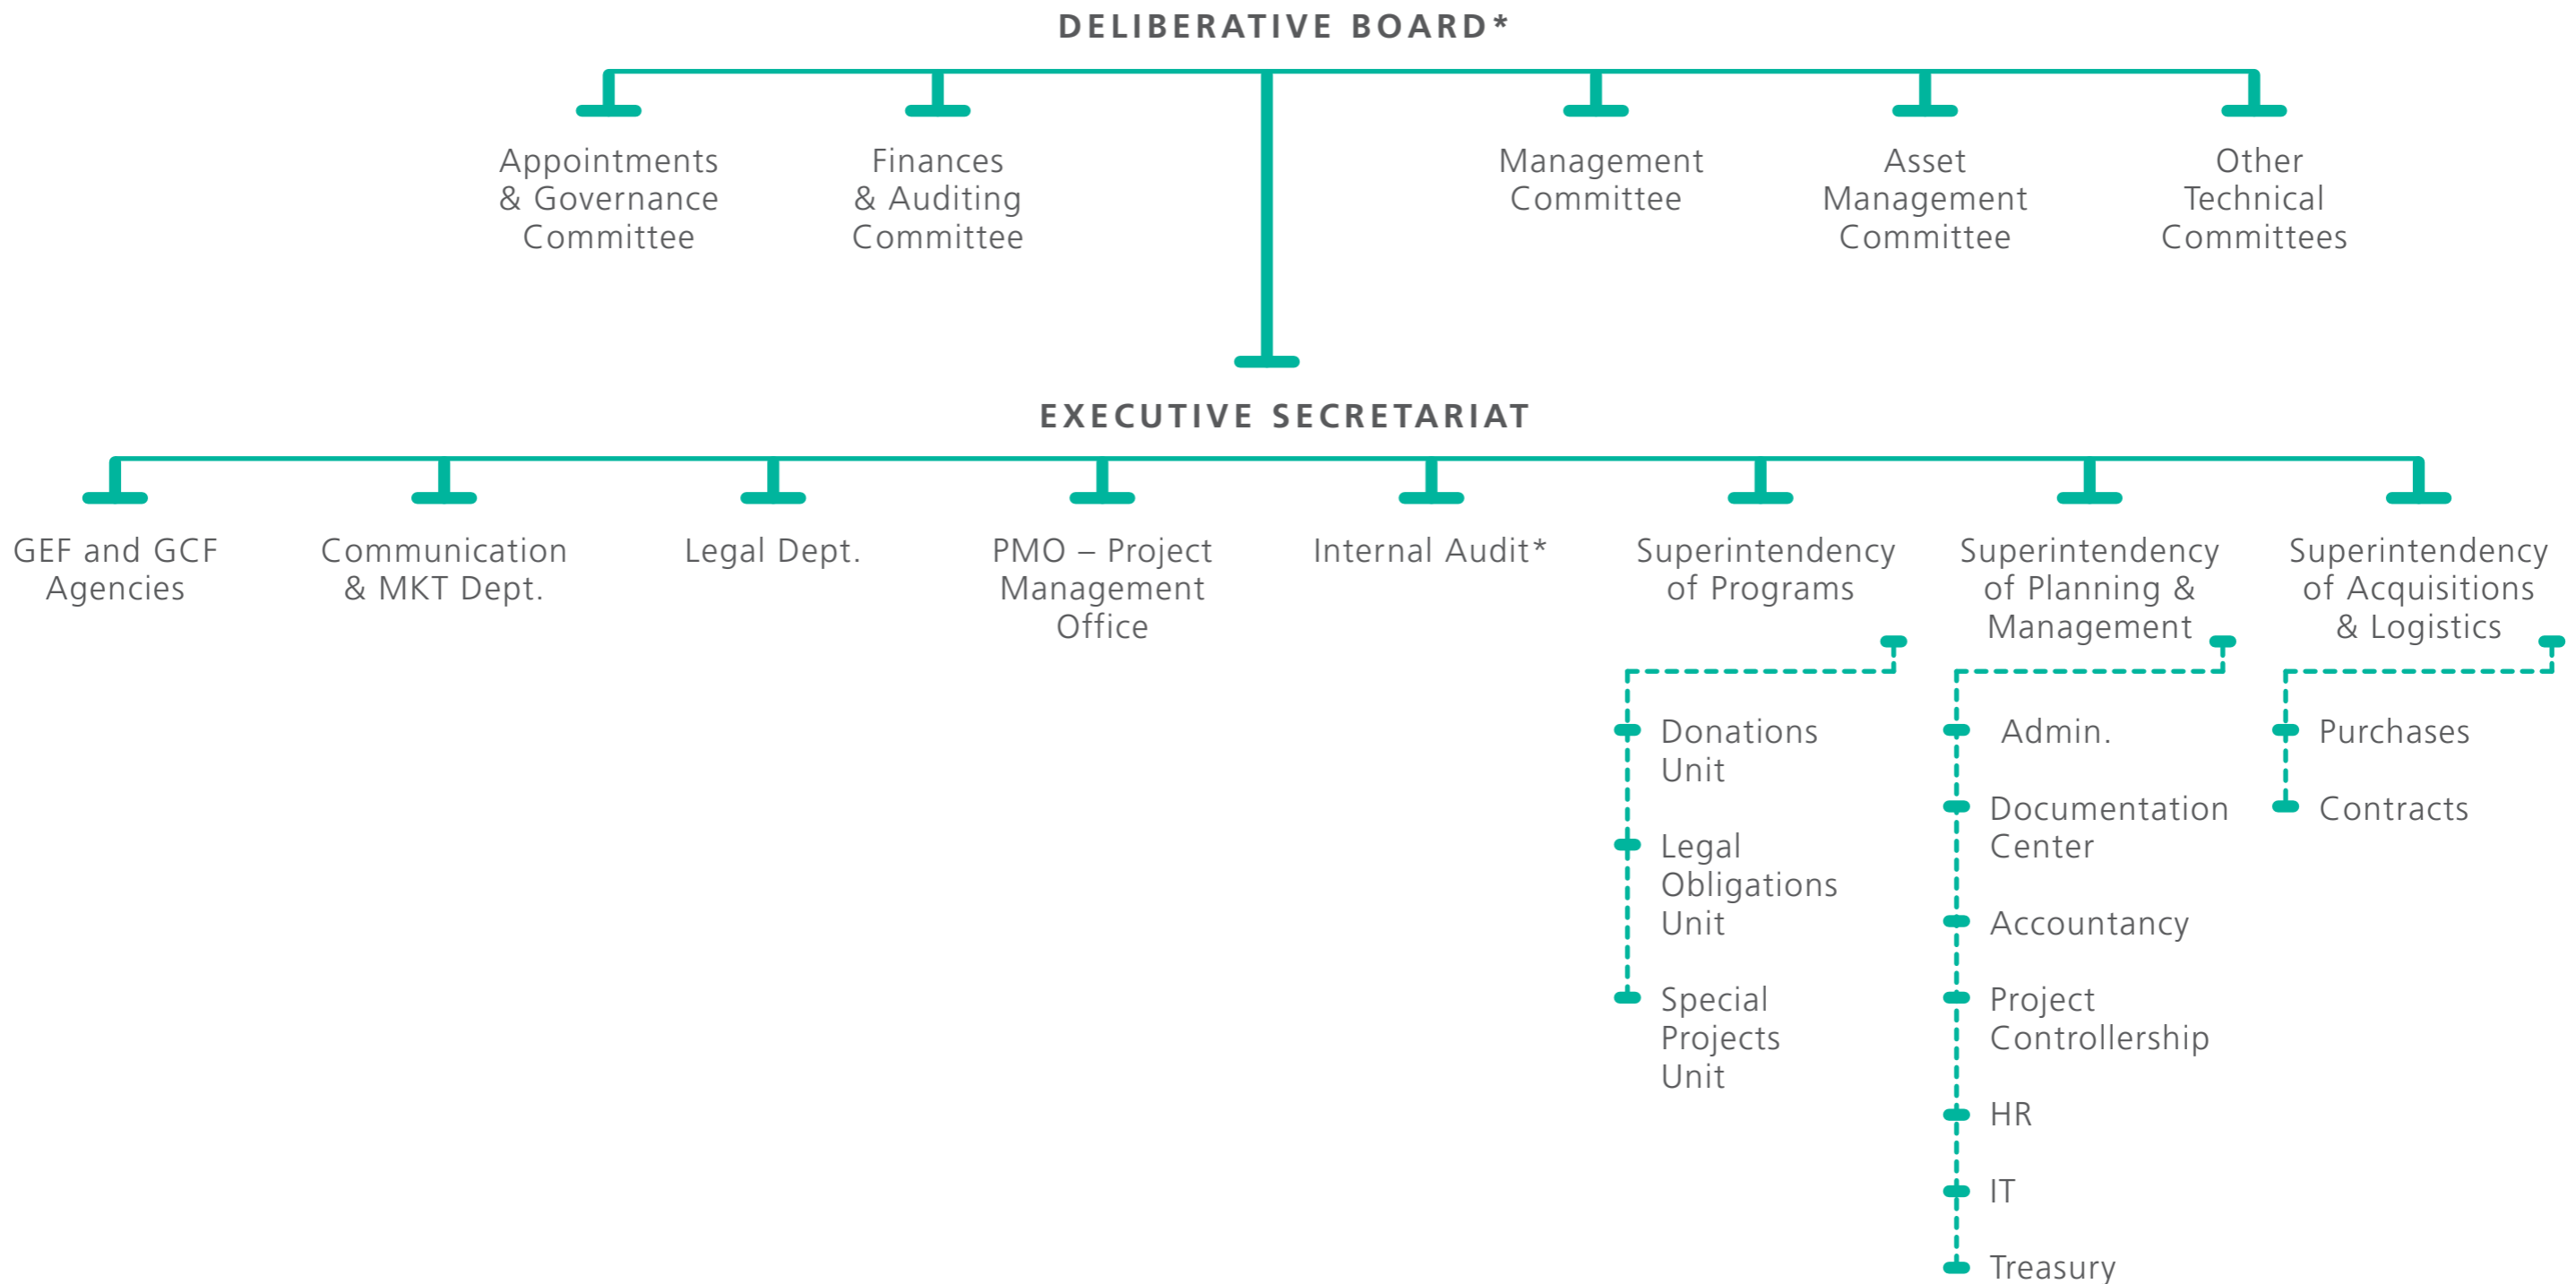 DELIBERATIVE BOARD*
Appointments
& Governance
Committee
Finances
& Auditing
Committee
Management
Committee
Asset
Management
Committee
Other
Technical
Committees
EXECUTIVE SECRETARIAT
GEF and GCF
Agencies
Communication
& MKT Dept.
Legal Dept.
PMO – Project
Management
Office
Internal Audit*
Superintendency
of Programs
Superintendency
of Planning &
Management
Superintendency
of Acquisitions
& Logistics
Donations
Unit
Legal
Obligations
Unit
Special
Projects
Unit
Admin.
Documentation
Center
Accountancy
Project
Controllership
HR
IT
Treasury
Purchases
Contracts